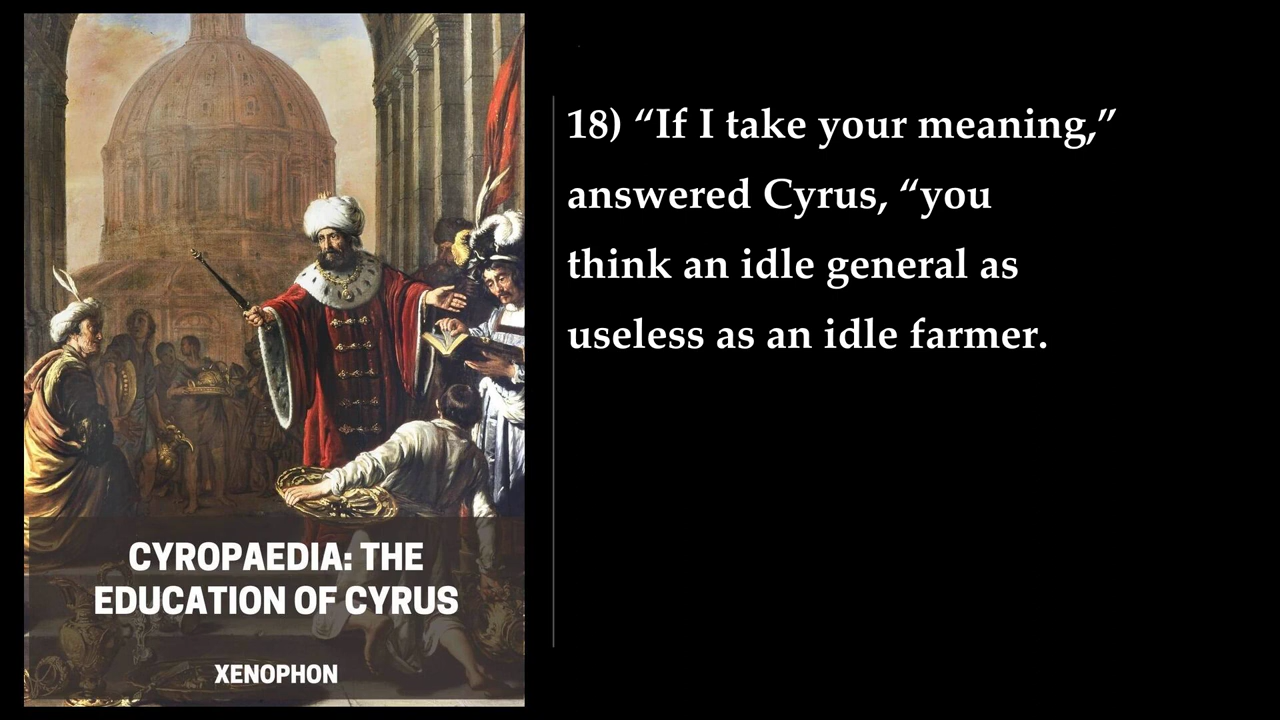 CYROPAEDIA: THE
EDUCATION OF CYRUS
XENOPHON
18) “If I take your meaning,”
answered Cyrus, “you
think an idle general as
useless as an idle farmer.